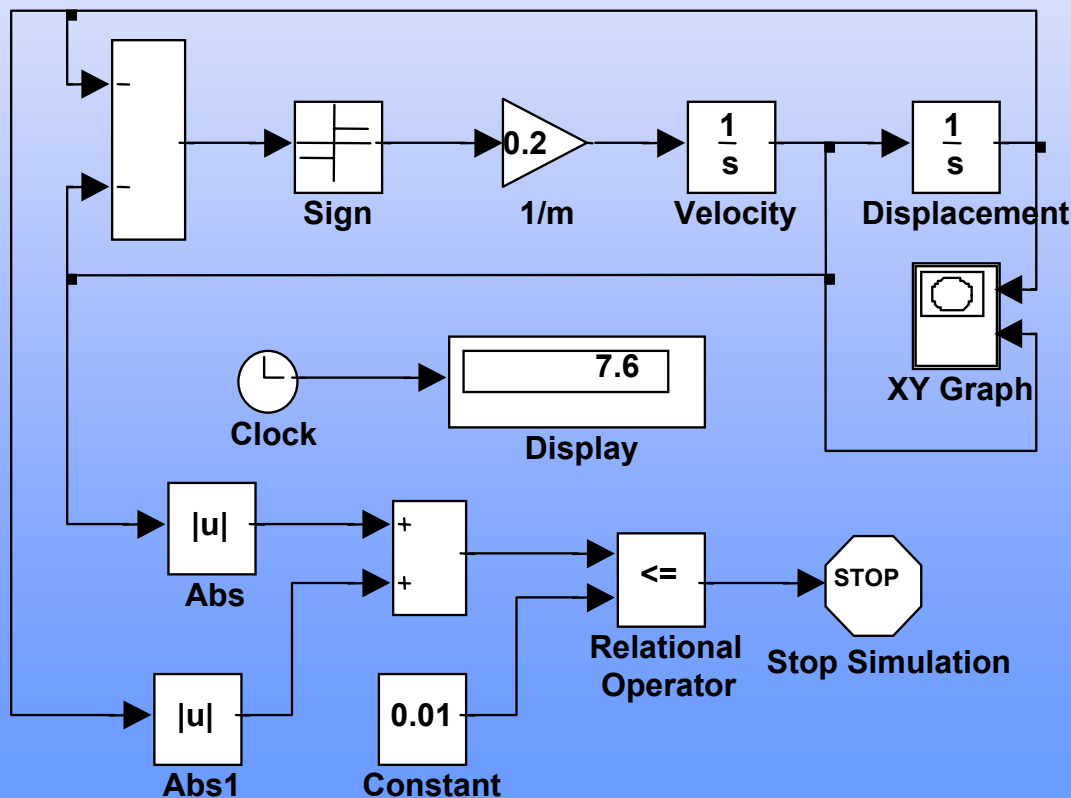 −
−
Sign
0.2
1/m
1
s
Velocity
1
s
Displacement
XY Graph
Clock
7.6
Display
|u|
Abs
+
+
<=
Relational
Operator
STOP
Stop Simulation
|u|
Abs1
0.01
Constant